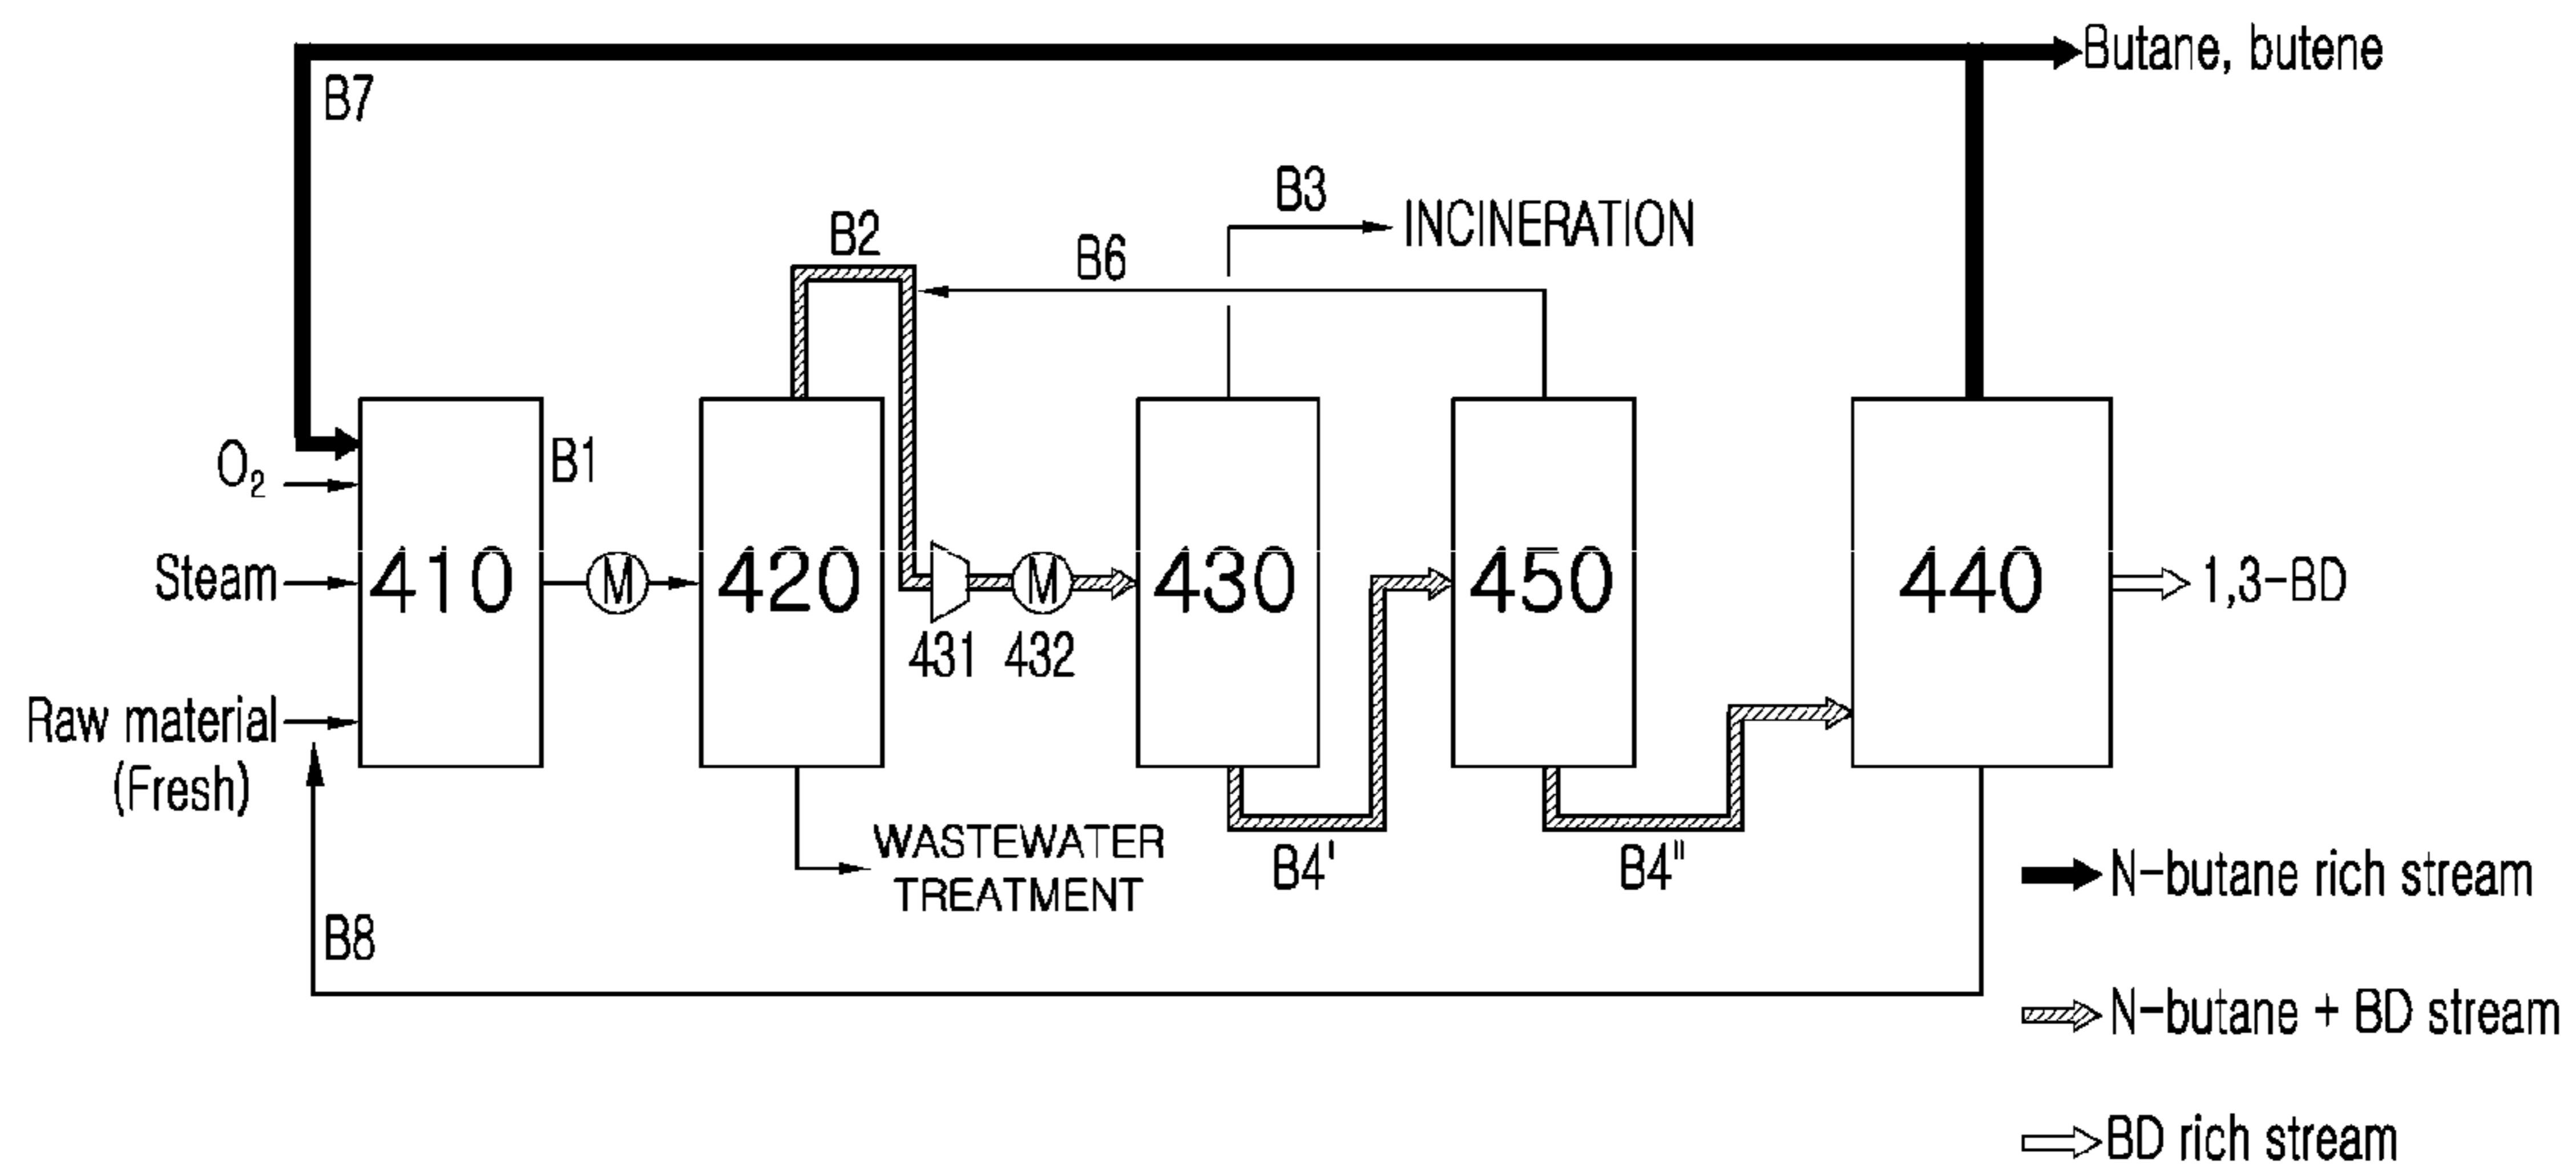 Butane, butene
B7
B3
INCINERATION
B2
B6
O₂
B1
Steam
410
M
420
431
M
432
430
450
440
1,3-BD
Raw material
(Fresh)
WASTEWATER
TREATMENT
B4'
B4"
B8
N-butane rich stream
N-butane + BD stream
BD rich stream